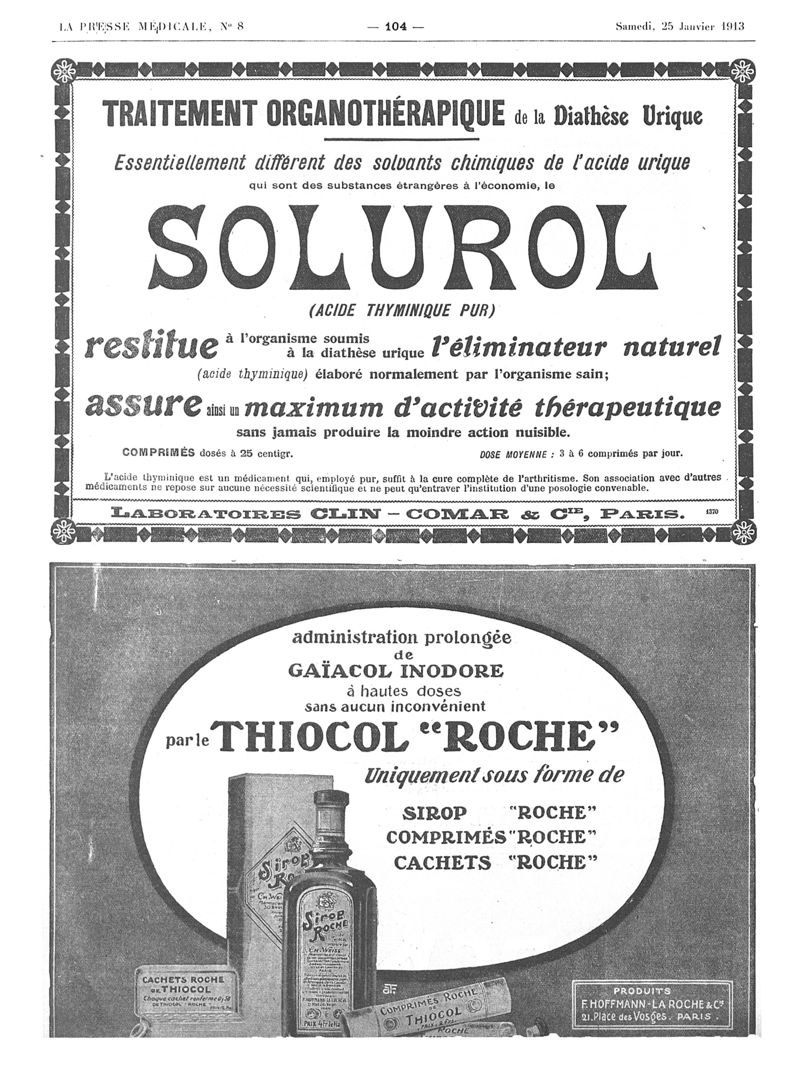 LA PRESSE MÉDICALE, N° 8
— 104 —
Samedi, 25 Janvier 1913
TRAITEMENT ORGANOTHÉRAPIQUE de la Diathèse Urique
Essentiellement différent des solvants chimiques de l'acide urique
qui sont des substances étrangères à l'économie, le
SOLUROL
(ACIDE THYMINIQUE PUR)
restitue à l'organisme soumis
à la diathèse urique l'éliminateur naturel
(acide thyminique) élaboré normalement par l'organisme sain;
assure ainsi un maximum d'activité thérapeutique
sans jamais produire la moindre action nuisible.
COMPRIMÉS dosés à 25 centigr.
DOSE MOYENNE : 3 à 6 comprimés par jour.
L'acide thyminique est un médicament qui, employé pur, suffit à la cure complète de l'arthritisme. Son association avec d'autres
médicaments ne repose sur aucune nécessité scientifique et ne peut qu'entraver l'institution d'une posologie convenable.
LABORATOIRES CLIN – COMAR & CIE, PARIS.
1370
administration prolongée
de
GAÏACOL INODORE
à hautes doses
sans aucun inconvénient
par le THIOCOL "ROCHE"
Uniquement sous forme de
SIROP "ROCHE"
COMPRIMÉS "ROCHE"
CACHETS "ROCHE"
Sirop
Sirop
Roche
CACHETS ROCHE
DE THIOCOL
Chaque cachet renferme
DE THIOCOL "ROCHE"
COMPRIMÉS ROCHE
THIOCOL
ROCHE
PRODUITS
F. HOFFMANN-LA ROCHE & Cie
21, Place des Vosges. PARIS.